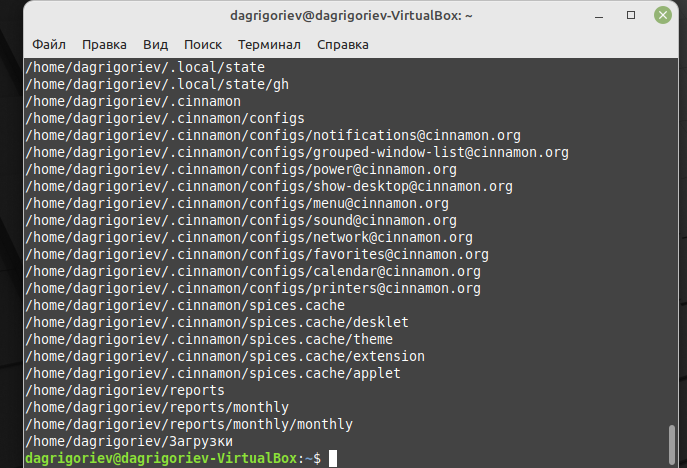 dagrigoriev@dagrigoriev-VirtualBox: ~
Файл Правка Вид Поиск Терминал Справка
/home/dagrigoriev/.local/state
/home/dagrigoriev/.local/state/gh
/home/dagrigoriev/.cinnamon
/home/dagrigoriev/.cinnamon/configs
/home/dagrigoriev/.cinnamon/configs/notifications@cinnamon.org
/home/dagrigoriev/.cinnamon/configs/grouped-window-list@cinnamon.org
/home/dagrigoriev/.cinnamon/configs/power@cinnamon.org
/home/dagrigoriev/.cinnamon/configs/show-desktop@cinnamon.org
/home/dagrigoriev/.cinnamon/configs/menu@cinnamon.org
/home/dagrigoriev/.cinnamon/configs/sound@cinnamon.org
/home/dagrigoriev/.cinnamon/configs/network@cinnamon.org
/home/dagrigoriev/.cinnamon/configs/favorites@cinnamon.org
/home/dagrigoriev/.cinnamon/configs/calendar@cinnamon.org
/home/dagrigoriev/.cinnamon/configs/printers@cinnamon.org
/home/dagrigoriev/.cinnamon/spices.cache
/home/dagrigoriev/.cinnamon/spices.cache/desklet
/home/dagrigoriev/.cinnamon/spices.cache/theme
/home/dagrigoriev/.cinnamon/spices.cache/extension
/home/dagrigoriev/.cinnamon/spices.cache/applet
/home/dagrigoriev/reports
/home/dagrigoriev/reports/monthly
/home/dagrigoriev/reports/monthly/monthly
/home/dagrigoriev/Загрузки
dagrigoriev@dagrigoriev-VirtualBox:~$